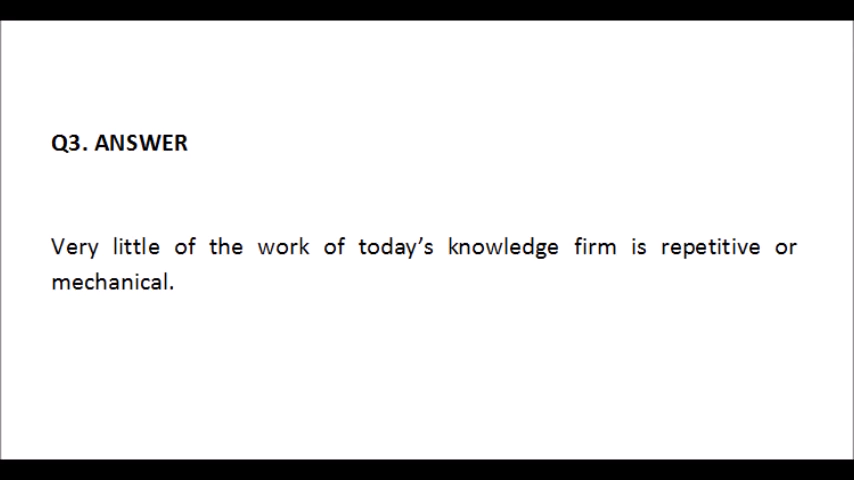 Q3. ANSWER
Very little of the work of today’s knowledge firm is repetitive or
mechanical.